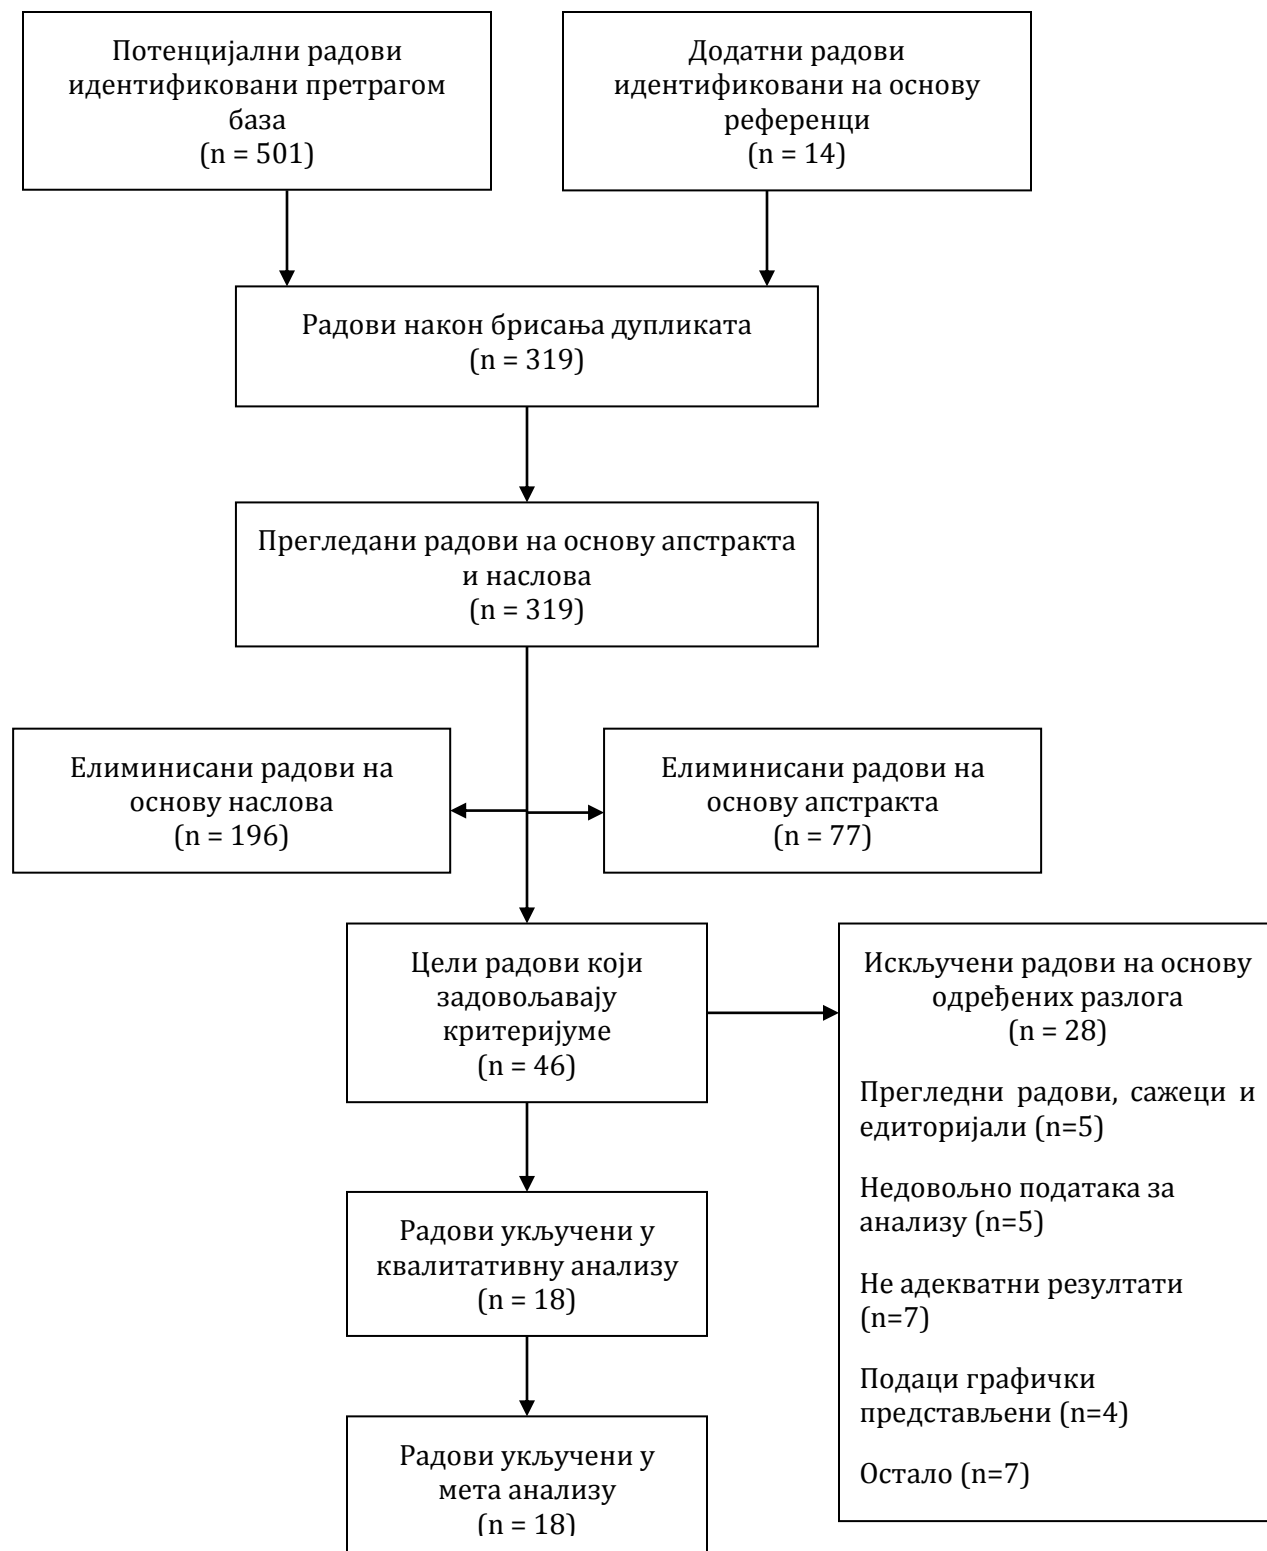 Потенцијални радови
идентификовани претрагом
база
(n = 501)
Додатни радови
идентификовани на основу
референци
(n = 14)
Радови након брисања дупликата
(n = 319)
Прегледани радови на основу апстракта
и наслова
(n = 319)
Елиминисани радови на
основу наслова
(n = 196)
Елиминисани радови на
основу апстракта
(n = 77)
Цели радови који
задовољавају
критеријуме
(n = 46)
Искључени радови на основу
одређених разлога
(n = 28)
Прегледни радови, сажеци и
едиторијали (n=5)
Недовољно података за
анализу (n=5)
Не адекватни резултати
(n=7)
Подаци графички
представљени (n=4)
Остало (n=7)
Радови укључени у
квалитативну анализу
(n = 18)
Радови укључени у
мета анализу
(n = 18)